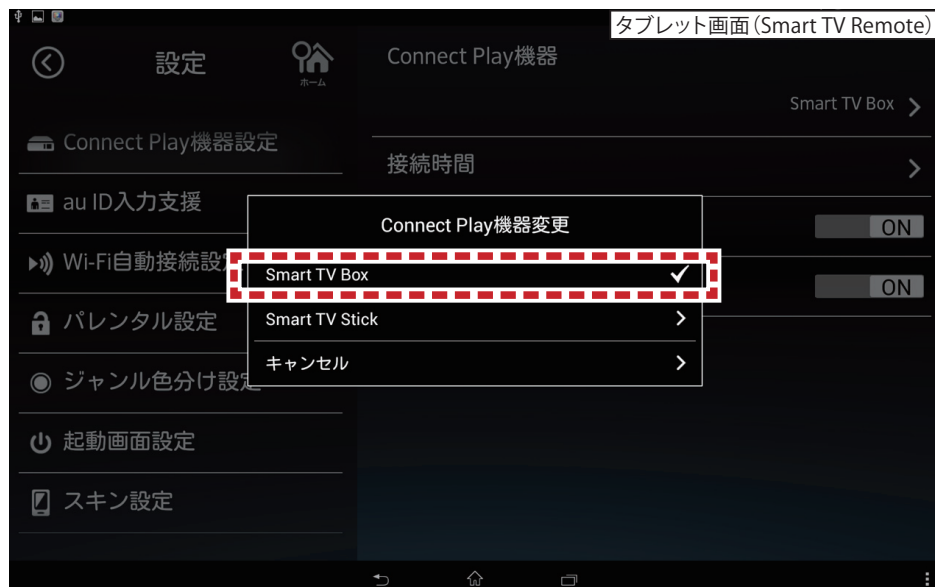 タブレット画面（Smart TV Remote）
設定
ホーム
Connect Play機器
Smart TV Box
Connect Play機器設定
接続時間
au ID入力支援
ON
Wi-Fi自動接続設
ON
パレンタル設定
ジャンル色分け設定
起動画面設定
スキン設定
Connect Play機器変更
Smart TV Box
Smart TV Stick
キャンセル